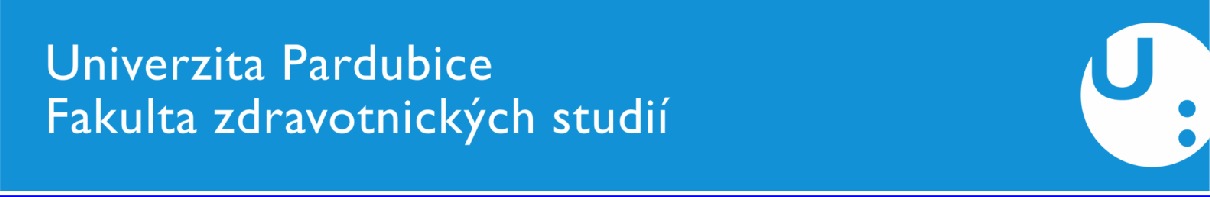 Univerzita Pardubice
Fakulta zdravotnických studií
U: